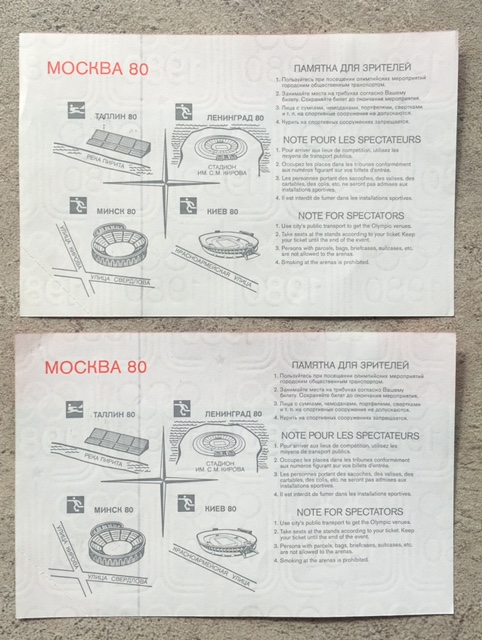 МОСКВА 80
ТАЛЛИН 80
РЕКА ПИРИТА
ЛЕНИНГРАД 80
СТАДИОН
ИМ. С. М. КИРОВА
МИНСК 80
УЛИЦА КИРОВА
УЛИЦА СВЕРДЛОВА
КИЕВ 80
КРАСНОАРМЕЙСКАЯ УЛИЦА
ПАМЯТКА ДЛЯ ЗРИТЕЛЕЙ
1. Пользуйтесь при посещении олимпийских мероприятий
городским общественным транспортом.
2. Занимайте места на трибунах согласно Вашему
билету. Сохраняйте билет до окончания мероприятия.
3. Лица с сумками, чемоданами, портфелями, свертками
и т. п. на спортивные сооружения не допускаются.
4. Курить на спортивных сооружениях запрещается.
NOTE POUR LES SPECTATEURS
1. Pour arriver aux lieux de compétition, utilisez les
moyens de transport publics.
2. Occupez les places dans les tribunes conformément
aux numéros figurant sur vos billets d'entrée.
3. Les personnes portant des sacoches, des valises, des
cartables, des colis, etc. ne seront pas admises aux
installations sportives.
4. Il est interdit de fumer dans les installations sportives.
NOTE FOR SPECTATORS
1. Use city's public transport to get the Olympic venues.
2. Take seats at the stands according to your ticket. Keep
your ticket until the end of the event.
3. Persons with parcels, bags, briefcases, suitcases, etc.
are not allowed to the arenas.
4. Smoking at the arenas is prohibited.
МОСКВА 80
ТАЛЛИН 80
РЕКА ПИРИТА
ЛЕНИНГРАД 80
СТАДИОН
ИМ. С. М. КИРОВА
МИНСК 80
УЛИЦА КИРОВА
УЛИЦА СВЕРДЛОВА
КИЕВ 80
КРАСНОАРМЕЙСКАЯ УЛИЦА
ПАМЯТКА ДЛЯ ЗРИТЕЛЕЙ
1. Пользуйтесь при посещении олимпийских мероприятий
городским общественным транспортом.
2. Занимайте места на трибунах согласно Вашему
билету. Сохраняйте билет до окончания мероприятия.
3. Лица с сумками, чемоданами, портфелями, свертками
и т. п. на спортивные сооружения не допускаются.
4. Курить на спортивных сооружениях запрещается.
NOTE POUR LES SPECTATEURS
1. Pour arriver aux lieux de compétition, utilisez les
moyens de transport publics.
2. Occupez les places dans les tribunes conformément
aux numéros figurant sur vos billets d'entrée.
3. Les personnes portant des sacoches, des valises, des
cartables, des colis, etc. ne seront pas admises aux
installations sportives.
4. Il est interdit de fumer dans les installations sportives.
NOTE FOR SPECTATORS
1. Use city's public transport to get the Olympic venues.
2. Take seats at the stands according to your ticket. Keep
your ticket until the end of the event.
3. Persons with parcels, bags, briefcases, suitcases, etc.
are not allowed to the arenas.
4. Smoking at the arenas is prohibited.